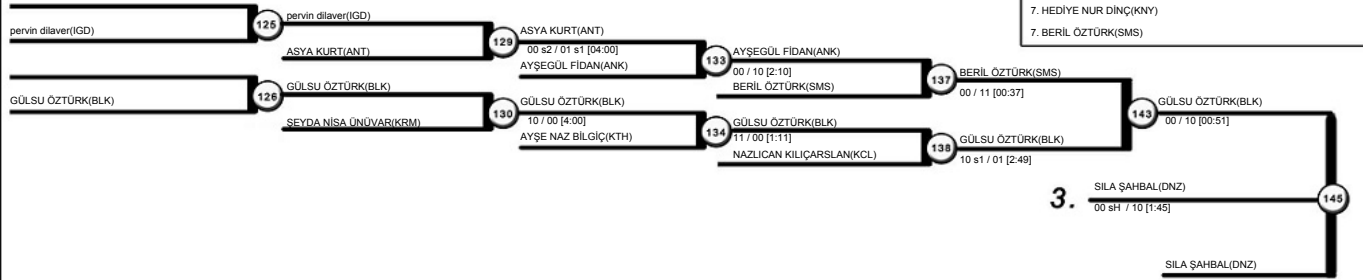 7. HEDİYE NUR DİNÇ(KNY)
7. BERİL ÖZTÜRK(SMS)
pervin dilaver(IGD)
125
pervin dilaver(IGD)
ASYA KURT(ANT)
129
ASYA KURT(ANT)
00 s2 / 01 s1 [04:00]
AYŞEGÜL FİDAN(ANK)
133
AYŞEGÜL FİDAN(ANK)
00 / 10 [2:10]
BERİL ÖZTÜRK(SMS)
137
BERİL ÖZTÜRK(SMS)
00 / 11 [00:37]
GÜLSU ÖZTÜRK(BLK)
126
GÜLSU ÖZTÜRK(BLK)
ŞEYDA NİSA ÜNÜVAR(KRM)
130
GÜLSU ÖZTÜRK(BLK)
10 / 00 [4:00]
AYŞE NAZ BİLGİÇ(KTH)
134
GÜLSU ÖZTÜRK(BLK)
11 / 00 [1:11]
NAZLICAN KILIÇARSLAN(KCL)
138
GÜLSU ÖZTÜRK(BLK)
10 s1 / 01 [2:49]
143
GÜLSU ÖZTÜRK(BLK)
00 / 10 [00:51]
3.
SILA ŞAHBAL(DNZ)
00 sH / 10 [1:45]
145
SILA ŞAHBAL(DNZ)